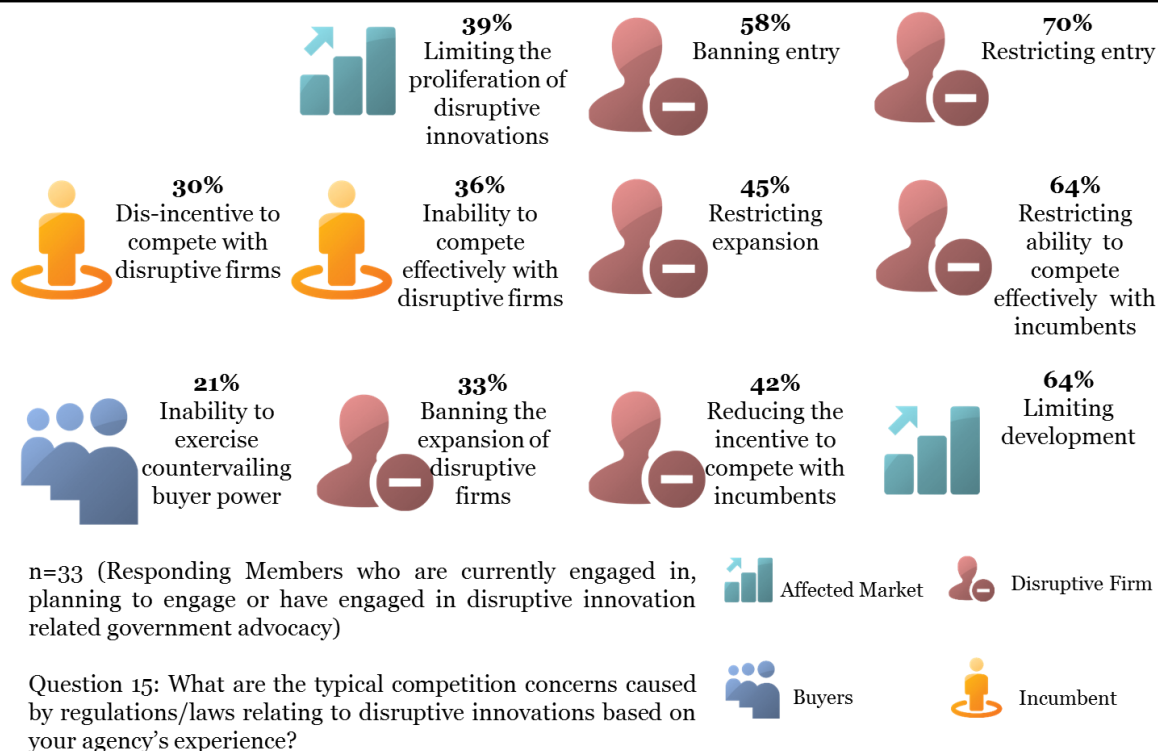 39%
Limiting the
proliferation of
disruptive
innovations
58%
Banning entry
70%
Restricting entry
30%
Dis-incentive to
compete with
disruptive firms
36%
Inability to
compete
effectively with
disruptive firms
45%
Restricting
expansion
64%
Restricting
ability to
compete
effectively with
incumbents
21%
Inability to
exercise
countervailing
buyer power
33%
Banning the
expansion of
disruptive
firms
42%
Reducing the
incentive to
compete with
incumbents
64%
Limiting
development
n=33 (Responding Members who are currently engaged in,
planning to engage or have engaged in disruptive innovation
related government advocacy)
Question 15: What are the typical competition concerns caused
by regulations/laws relating to disruptive innovations based on
your agency's experience?
Affected Market
Disruptive Firm
Buyers
Incumbent